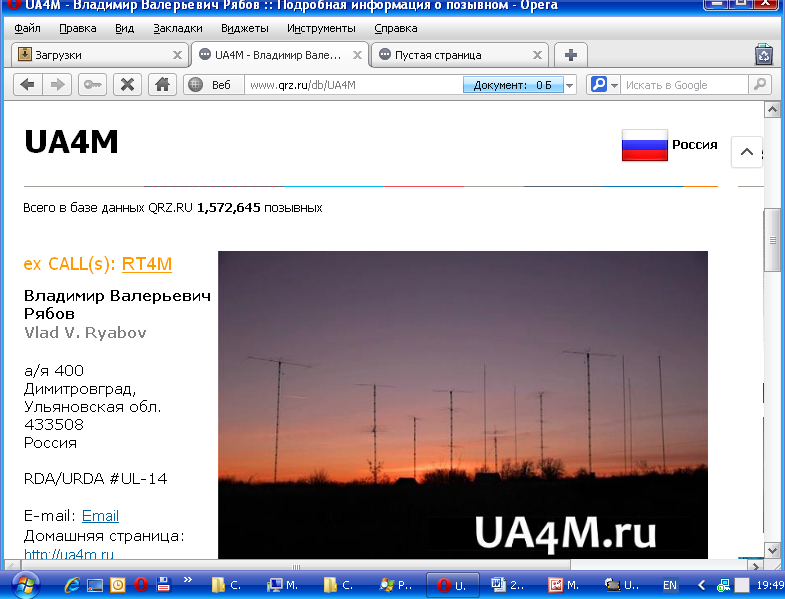 UA4M - Владимир Валерьевич Рябов :: Подробная информация о позывном - Opera
Файл Правка Вид Закладки Виджеты Инструменты Справка
Загрузки UA4M - Владимир Вале... Пустая страница
Веб www.qrz.ru/db/UA4M Документ: 0 Б Искать в Google
UA4M
Россия
Всего в базе данных QRZ.RU 1,572,645 позывных
ex CALL(s): RT4M
Владимир Валерьевич
Рябов
Vlad V. Ryabov
а/я 400
Димитровград,
Ульяновская обл.
433508
Россия
RDA/URDA #UL-14
E-mail: Email
Домашняя страница:
http://ua4m.ru
UA4M.ru
C. M. C. P.. U. 2.. M. U.. EN 19:49